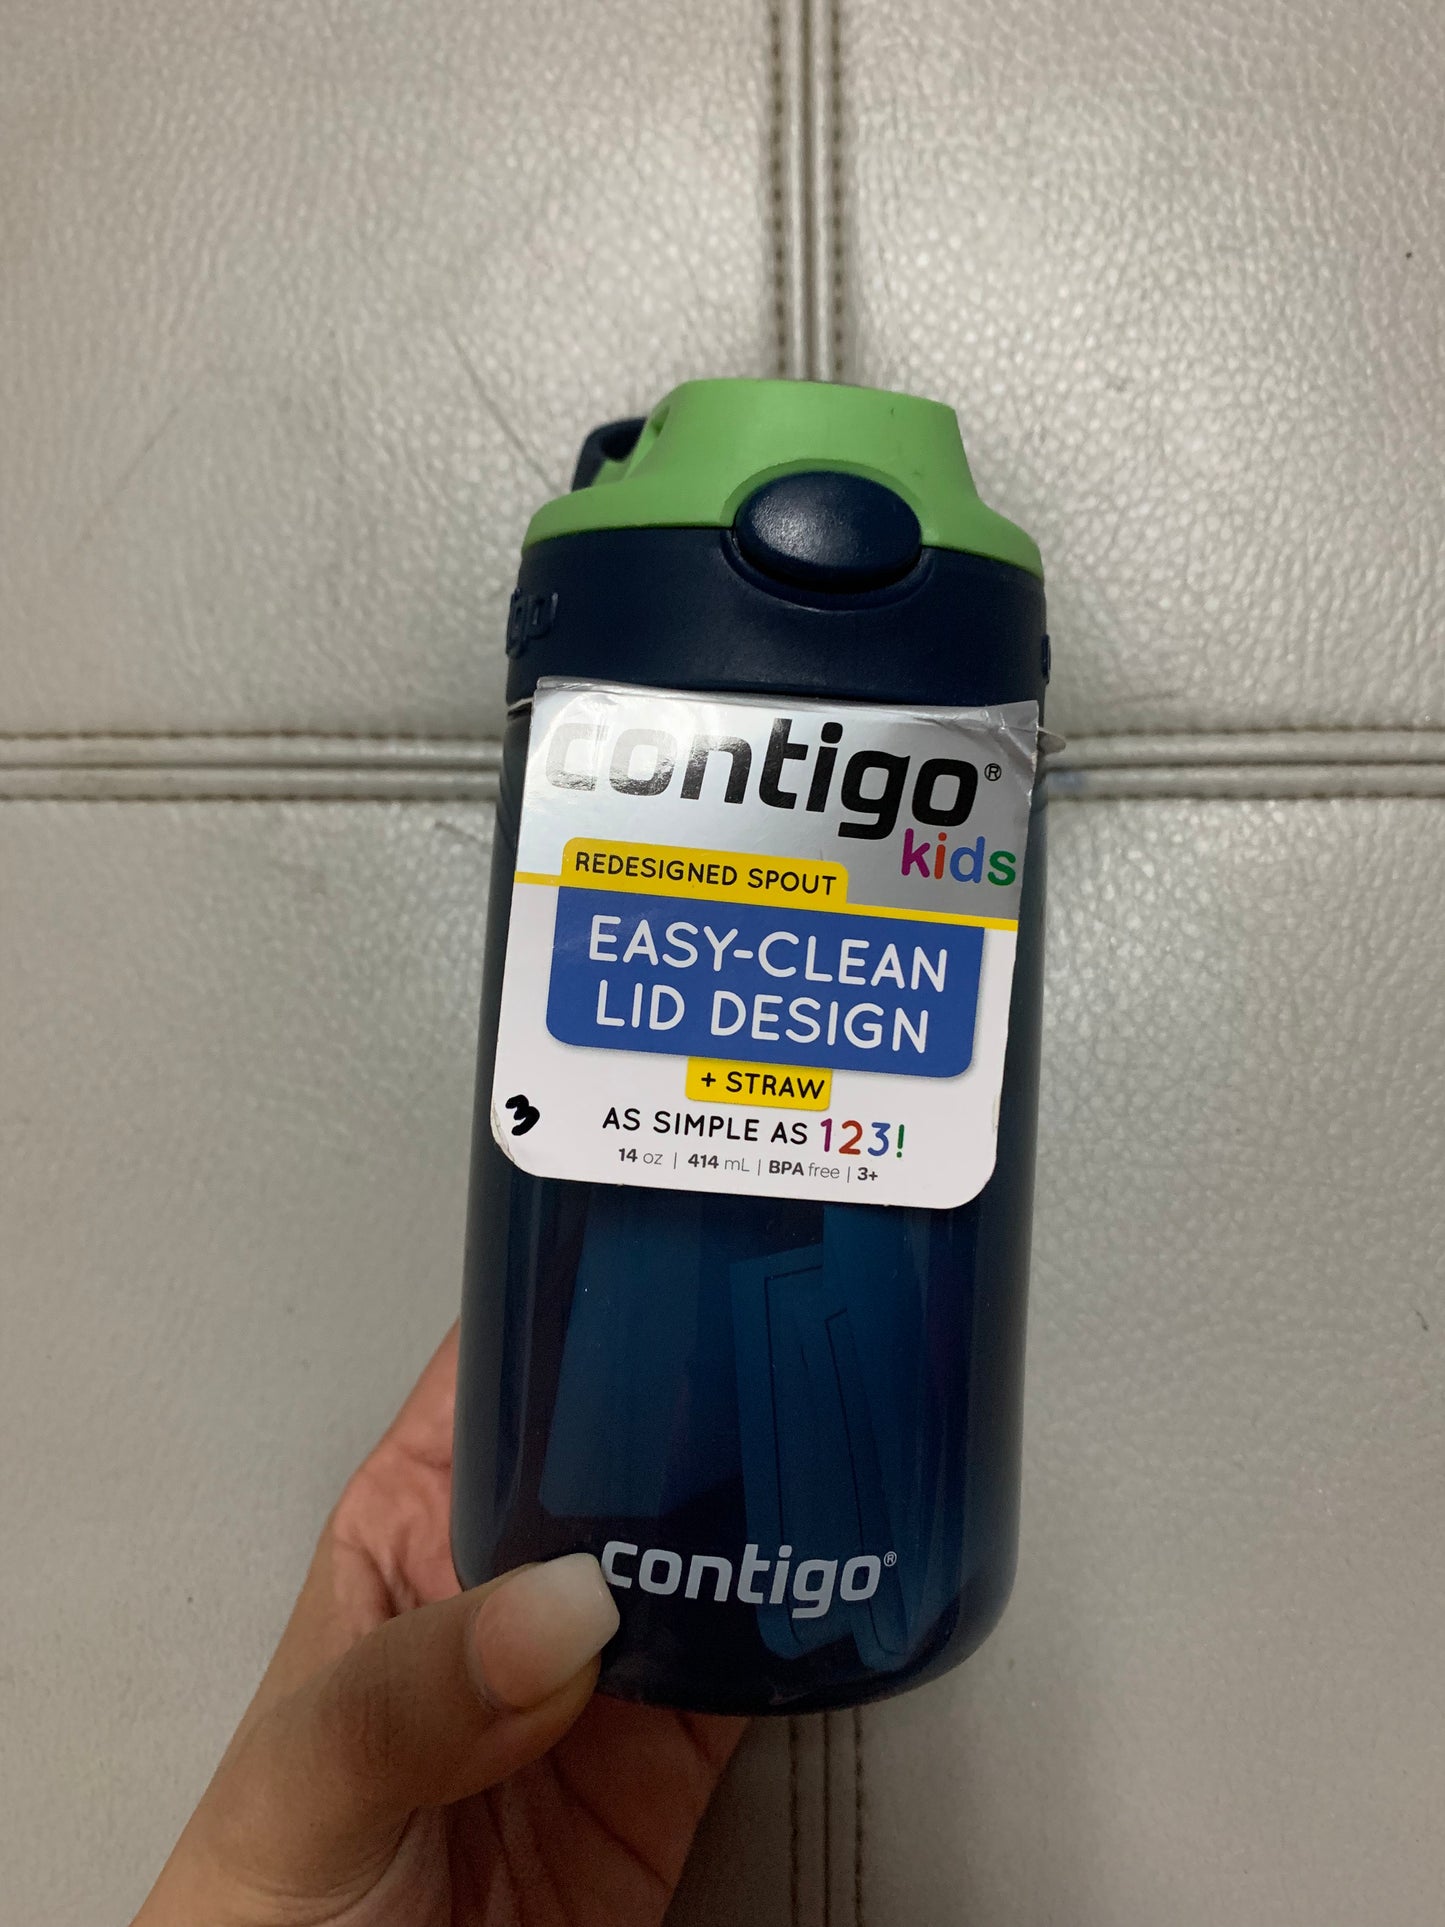 contigo®
kids
REDESIGNED SPOUT
EASY-CLEAN
LID DESIGN
+ STRAW
3
AS SIMPLE AS 123!
14 oz | 414 mL | BPA free | 3+
contigo®